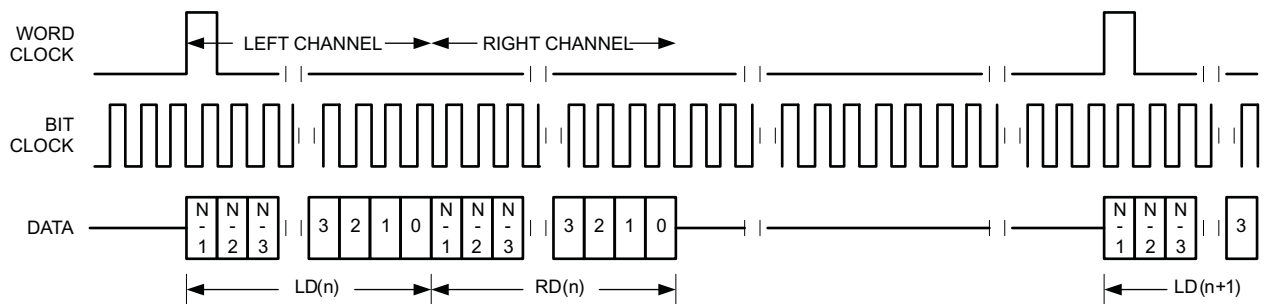 WORD
CLOCK
LEFT CHANNEL
RIGHT CHANNEL
BIT
CLOCK
DATA
N
-
1
N
-
2
N
-
3
3
2
1
0
N
-
1
N
-
2
N
-
3
3
2
1
0
N
-
1
N
-
2
N
-
3
3
LD(n)
RD(n)
LD(n+1)